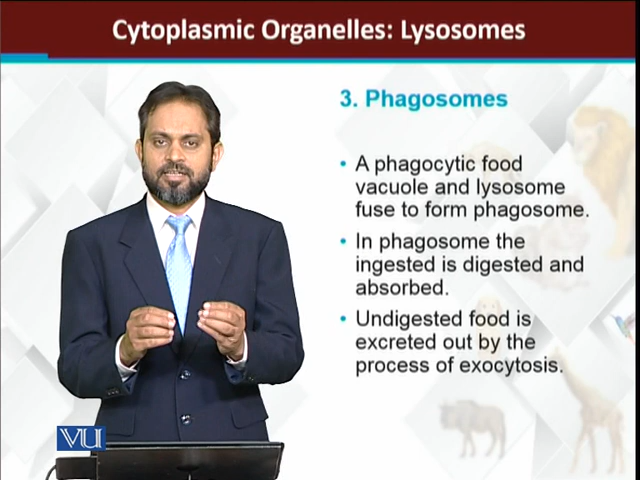 Cytoplasmic Organelles: Lysosomes
3. Phagosomes
• A phagocytic food
vacuole and lysosome
fuse to form phagosome.
• In phagosome the
ingested is digested and
absorbed.
• Undigested food is
excreted out by the
process of exocytosis.
VU